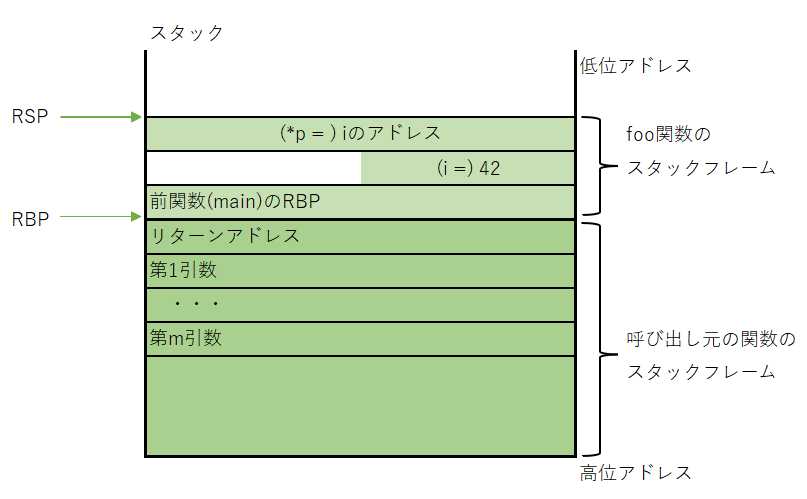 スタック
低位アドレス
RSP
(*p = ) iのアドレス
foo関数の
スタックフレーム
(i =) 42
前関数(main)のRBP
RBP
リターンアドレス
第1引数
・・・
第m引数
呼び出し元の関数の
スタックフレーム
高位アドレス